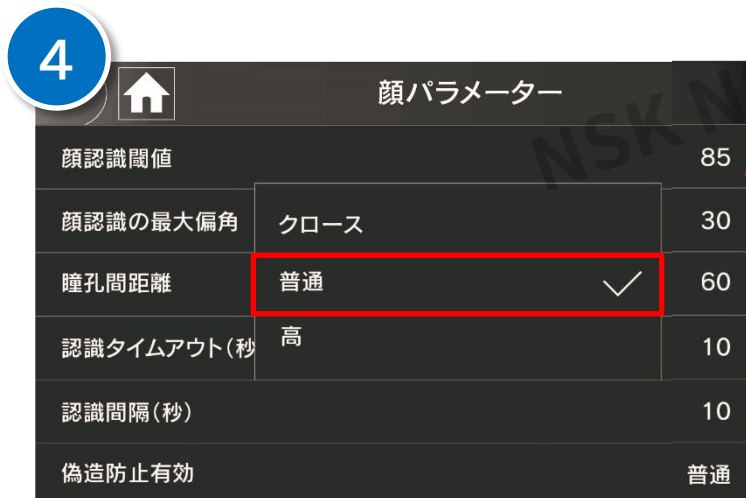 4
顔パラメーター
NSK N
顔認識閾値 85
顔認識の最大偏角 30
クロース
瞳孔間距離 60
普通
認識タイムアウト(秒 10
高
認識間隔(秒) 10
偽造防止有効 普通